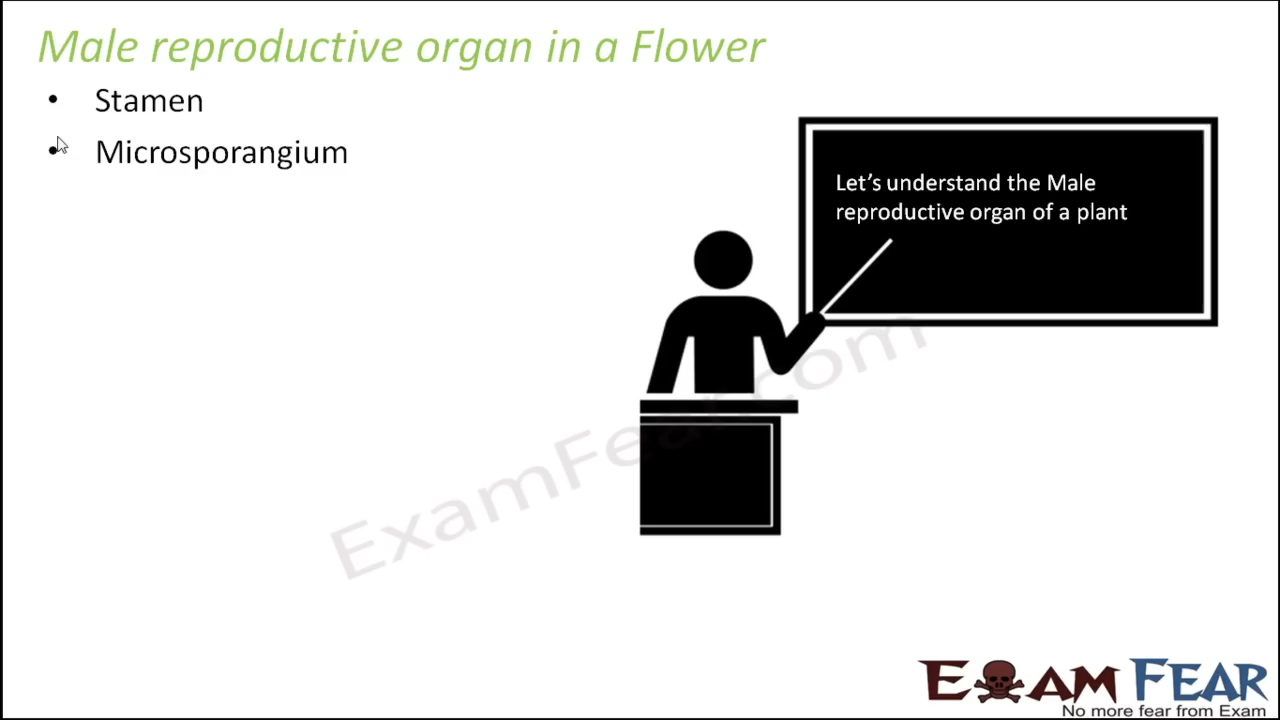 Male reproductive organ in a Flower
• Stamen
• Microsporangium
Let’s understand the Male
reproductive organ of a plant
ExamFear.com
EXAM FEAR
No more fear from Exam